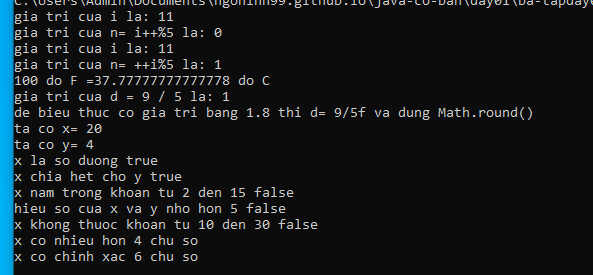 C:\Users\Admin\Documents\ngohinh99.github.io\java-co-ban\day01\ba-tap
gia tri cua i la: 11
gia tri cua n= i++%5 la: 0
gia tri cua i la: 11
gia tri cua n= ++i%5 la: 1
100 do F =37.77777777777778 do C
gia tri cua d = 9 / 5 la: 1
de bieu thuc co gia tri bang 1.8 thi d= 9/5f va dung Math.round()
ta co x= 20
ta co y= 4
x la so duong true
x chia het cho y true
x nam trong khoan tu 2 den 15 false
hieu so cua x va y nho hon 5 false
x khong thuoc khoan tu 10 den 30 false
x co nhieu hon 4 chu so
x co chinh xac 6 chu so